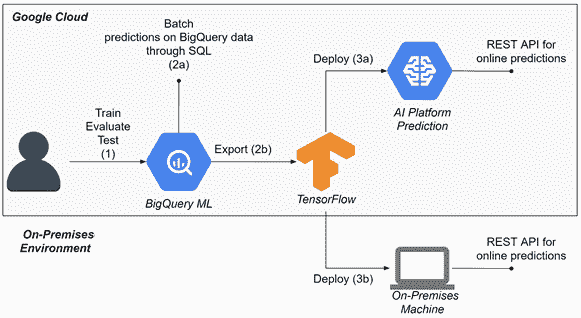 Google Cloud
Batch
predictions on BigQuery data
through SQL
(2a)
Train
Evaluate
Test
(1)
BigQuery ML
Export (2b)
TensorFlow
Deploy (3a)
AI Platform
Prediction
REST API for
online predictions
On-Premises
Environment
Deploy (3b)
On-Premises
Machine
REST API for
online predictions